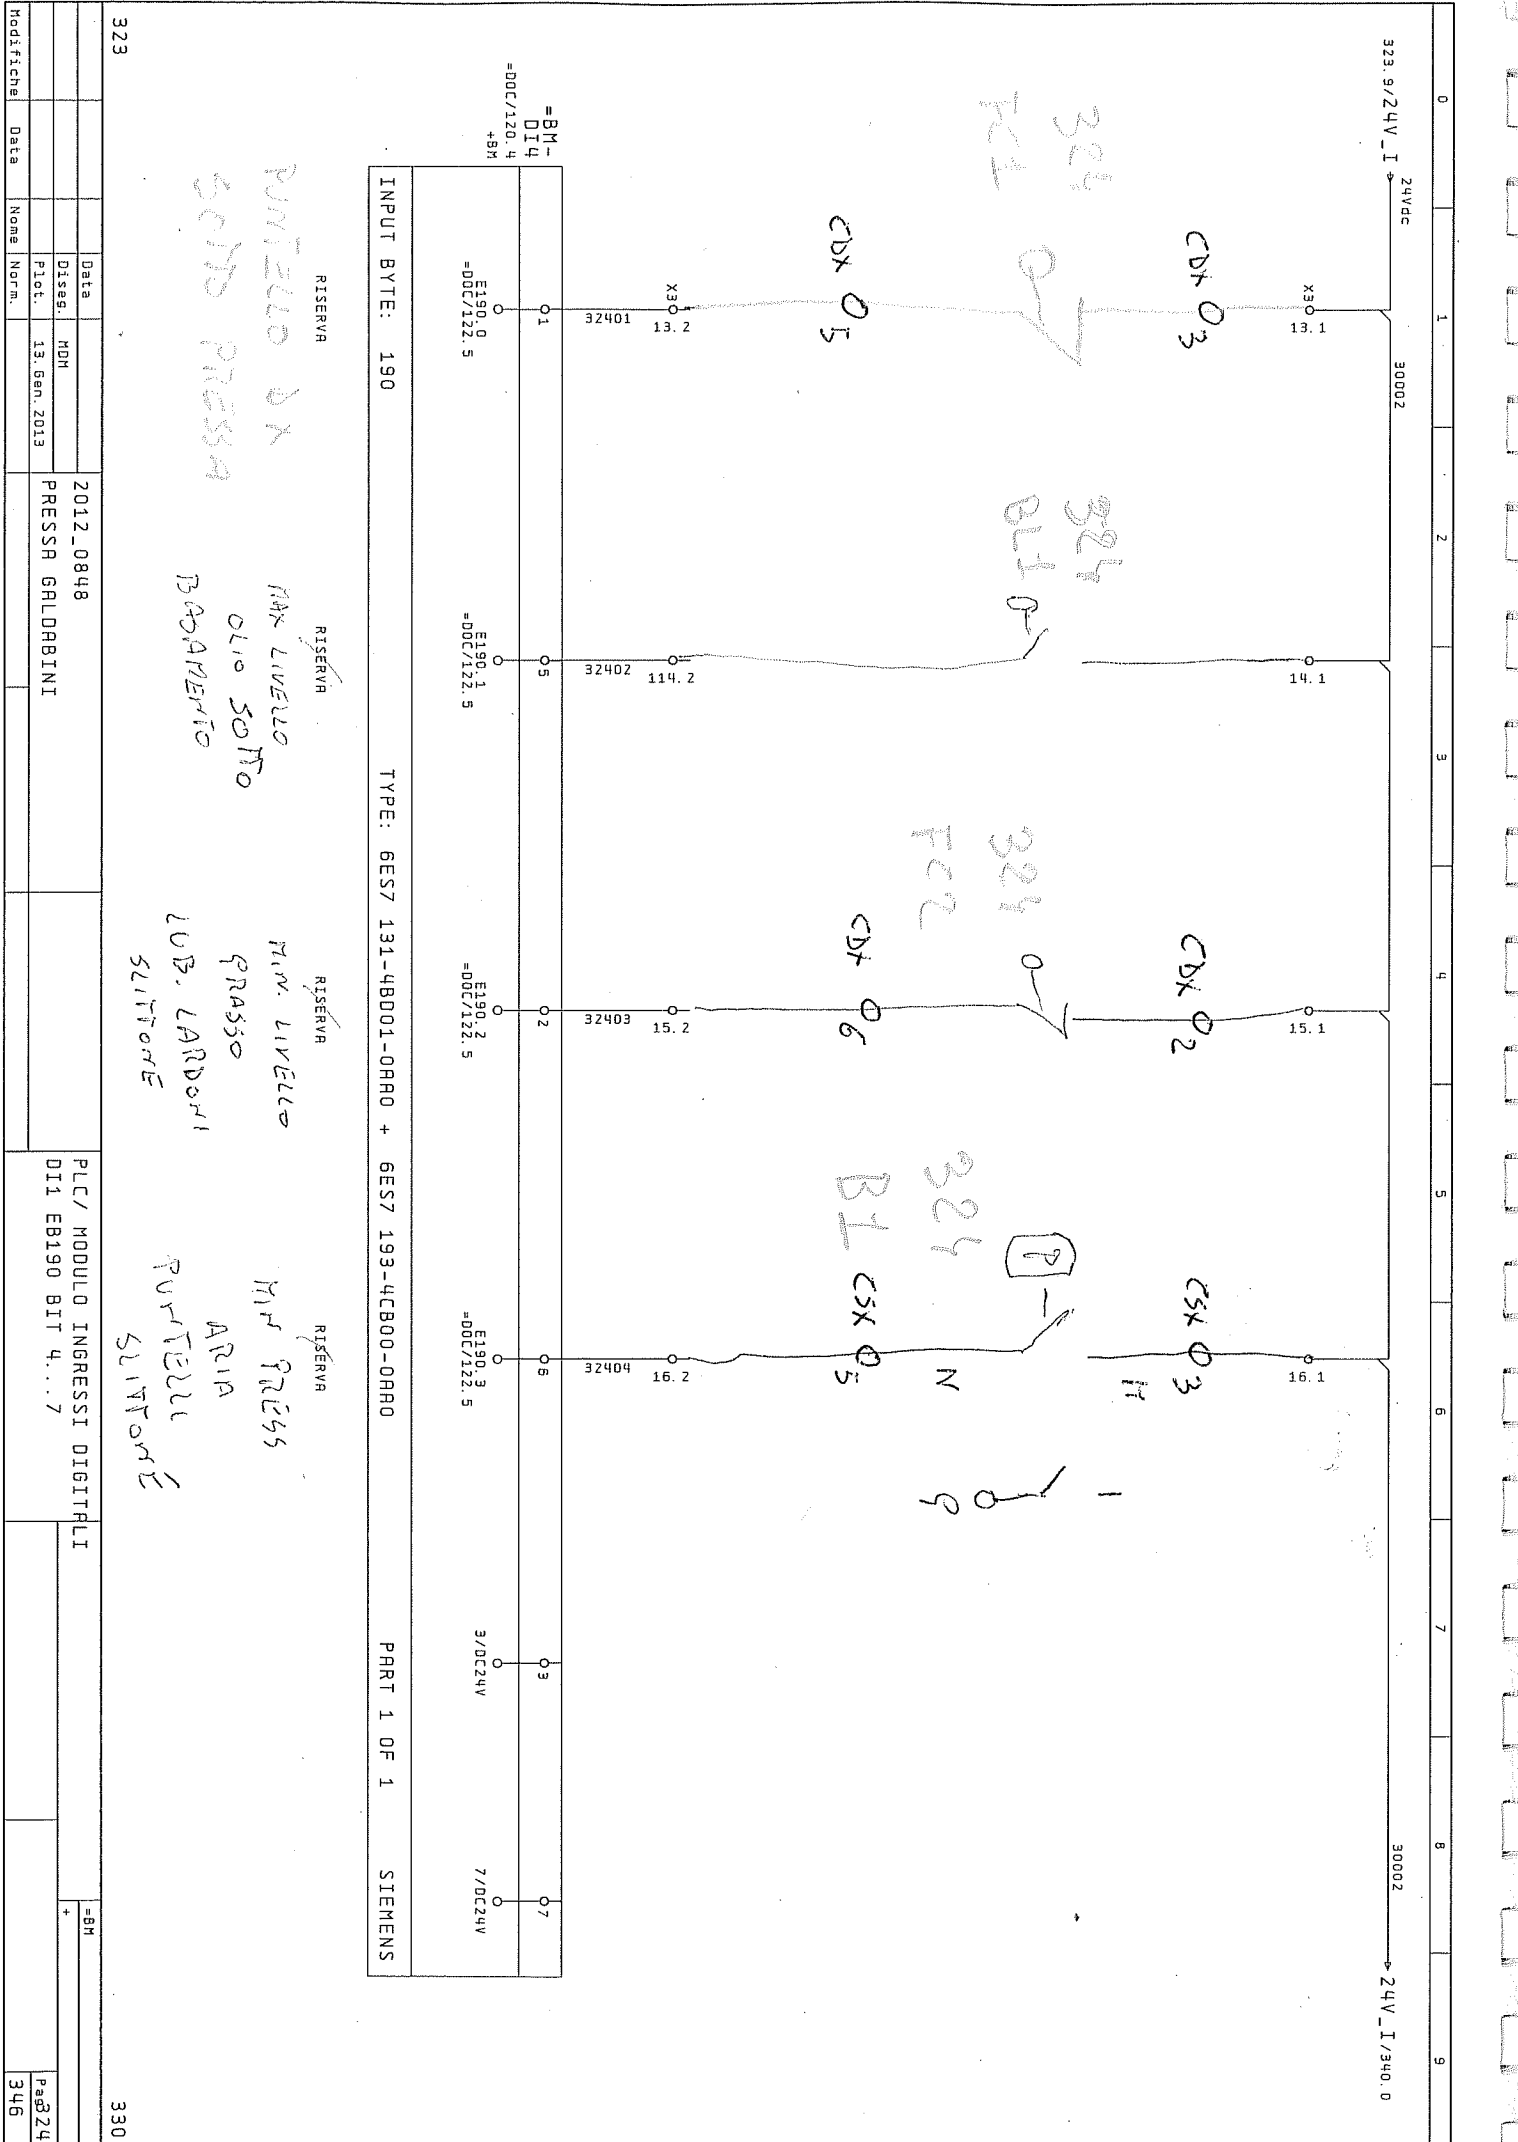 0 1 2 3 4 5 6 7 8 9
323.9/24V_I
24Vdc
30002
30002
24V_I/340.0
X3
13.1
14.1
15.1
16.1
CDX 3
CDX 2
CSX 3
M
324
FC1
324
BL1
324
FC2
324
B1
P
N
CDX 5
CDX 6
CSX 5
X3
13.2
114.2
15.2
16.2
32401
32402
32403
32404
=BM-
DI4
=DOC/120.4
+BM
1 5 2 6 3 7
E190.0
=DOC/122.5
E190.1
=DOC/122.5
E190.2
=DOC/122.5
E190.3
=DOC/122.5
3/DC24V
7/DC24V
INPUT BYTE: 190 TYPE: 6ES7 131-4BD01-0AA0 + 6ES7 193-4CB00-0AA0 PART 1 OF 1 SIEMENS
RISERVA
PUNTELLO DX
SOTTO PRESSA
RISERVA
MAX LIVELLO
OLIO SOTTO
BASAMENTO
RISERVA
MIN. LIVELLO
GRASSO
LUB. LARDONI
SLITTONE
RISERVA
MIN PRESS
ARIA
PUNTELLI
SLITTONE
323
330
Data
Diseg. MDM
Plot. 13.Gen.2013
Modifiche Data Nome Norm.
2012_0848
PRESSA GALDABINI
PLC/ MODULO INGRESSI DIGITALI
DI1 EB190 BIT 4...7
=BM
+
Pag324
346